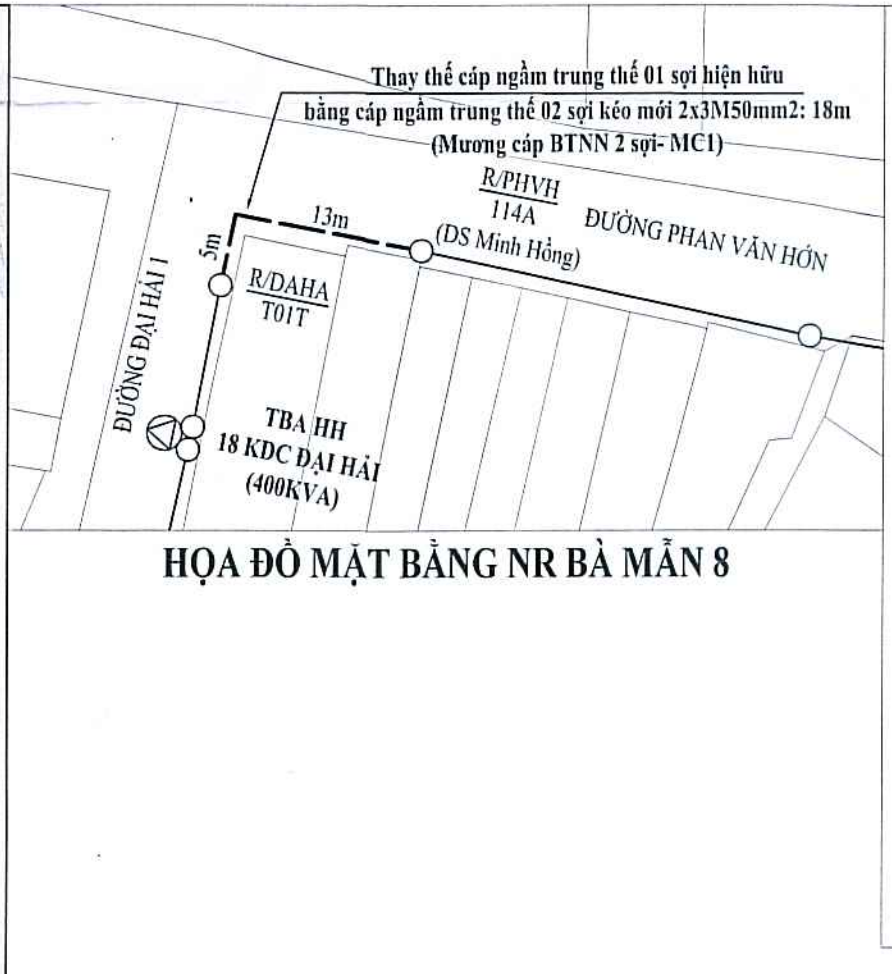 Thay thế cáp ngầm trung thế 01 sợi hiện hữu
bằng cáp ngầm trung thế 02 sợi kéo mới 2x3M50mm2: 18m
(Mương cáp BTNN 2 sợi- MC1)
R/PHVH
114A
(DS Minh Hồng)
ĐƯỜNG PHAN VĂN HỚN
13m
5m
R/DAHA
T01T
ĐƯỜNG ĐẠI HẢI 1
TBA HH
18 KDC ĐẠI HẢI
(400KVA)
HỌA ĐỒ MẶT BẰNG NR BÀ MẪN 8